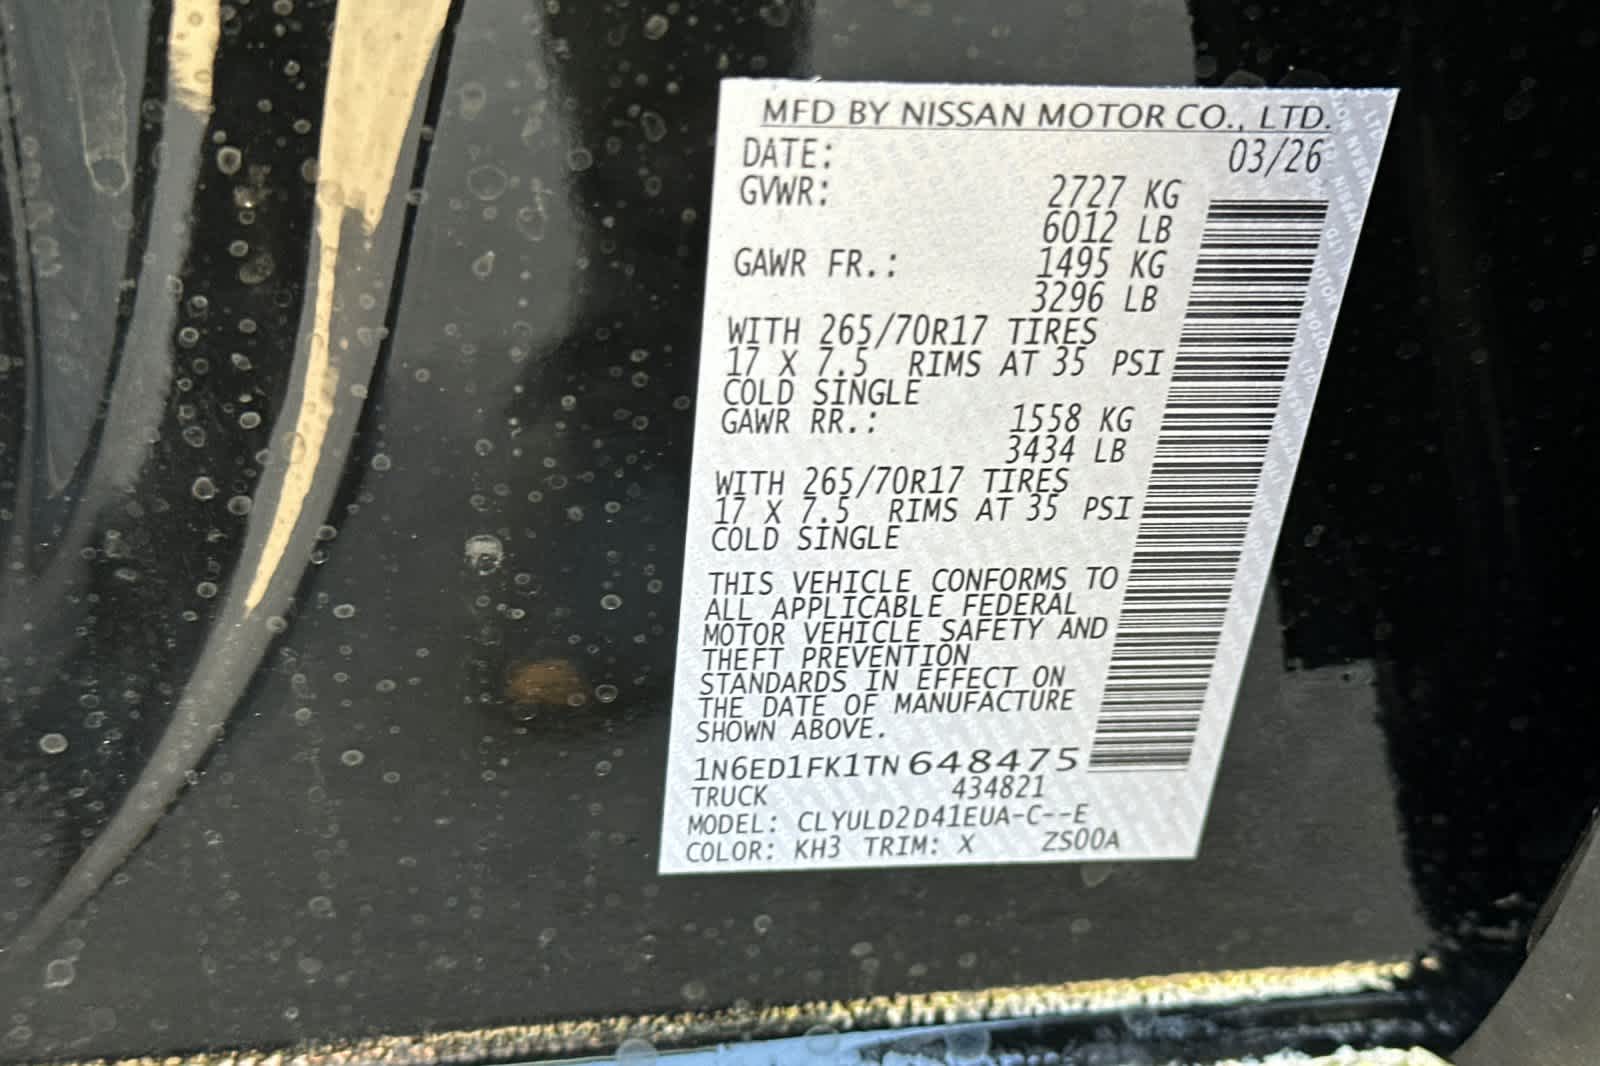 MFD BY NISSAN MOTOR CO., LTD.
DATE: 03/26
GVWR: 2727 KG
6012 LB
GAWR FR.: 1495 KG
3296 LB
WITH 265/70R17 TIRES
17 X 7.5 RIMS AT 35 PSI
COLD SINGLE
GAWR RR.: 1558 KG
3434 LB
WITH 265/70R17 TIRES
17 X 7.5 RIMS AT 35 PSI
COLD SINGLE
THIS VEHICLE CONFORMS TO
ALL APPLICABLE FEDERAL
MOTOR VEHICLE SAFETY AND
THEFT PREVENTION
STANDARDS IN EFFECT ON
THE DATE OF MANUFACTURE
SHOWN ABOVE.
1N6ED1FK1TN648475
TRUCK 434821
MODEL: CLYULD2D41EUA-C--E
COLOR: KH3 TRIM: X ZS00A